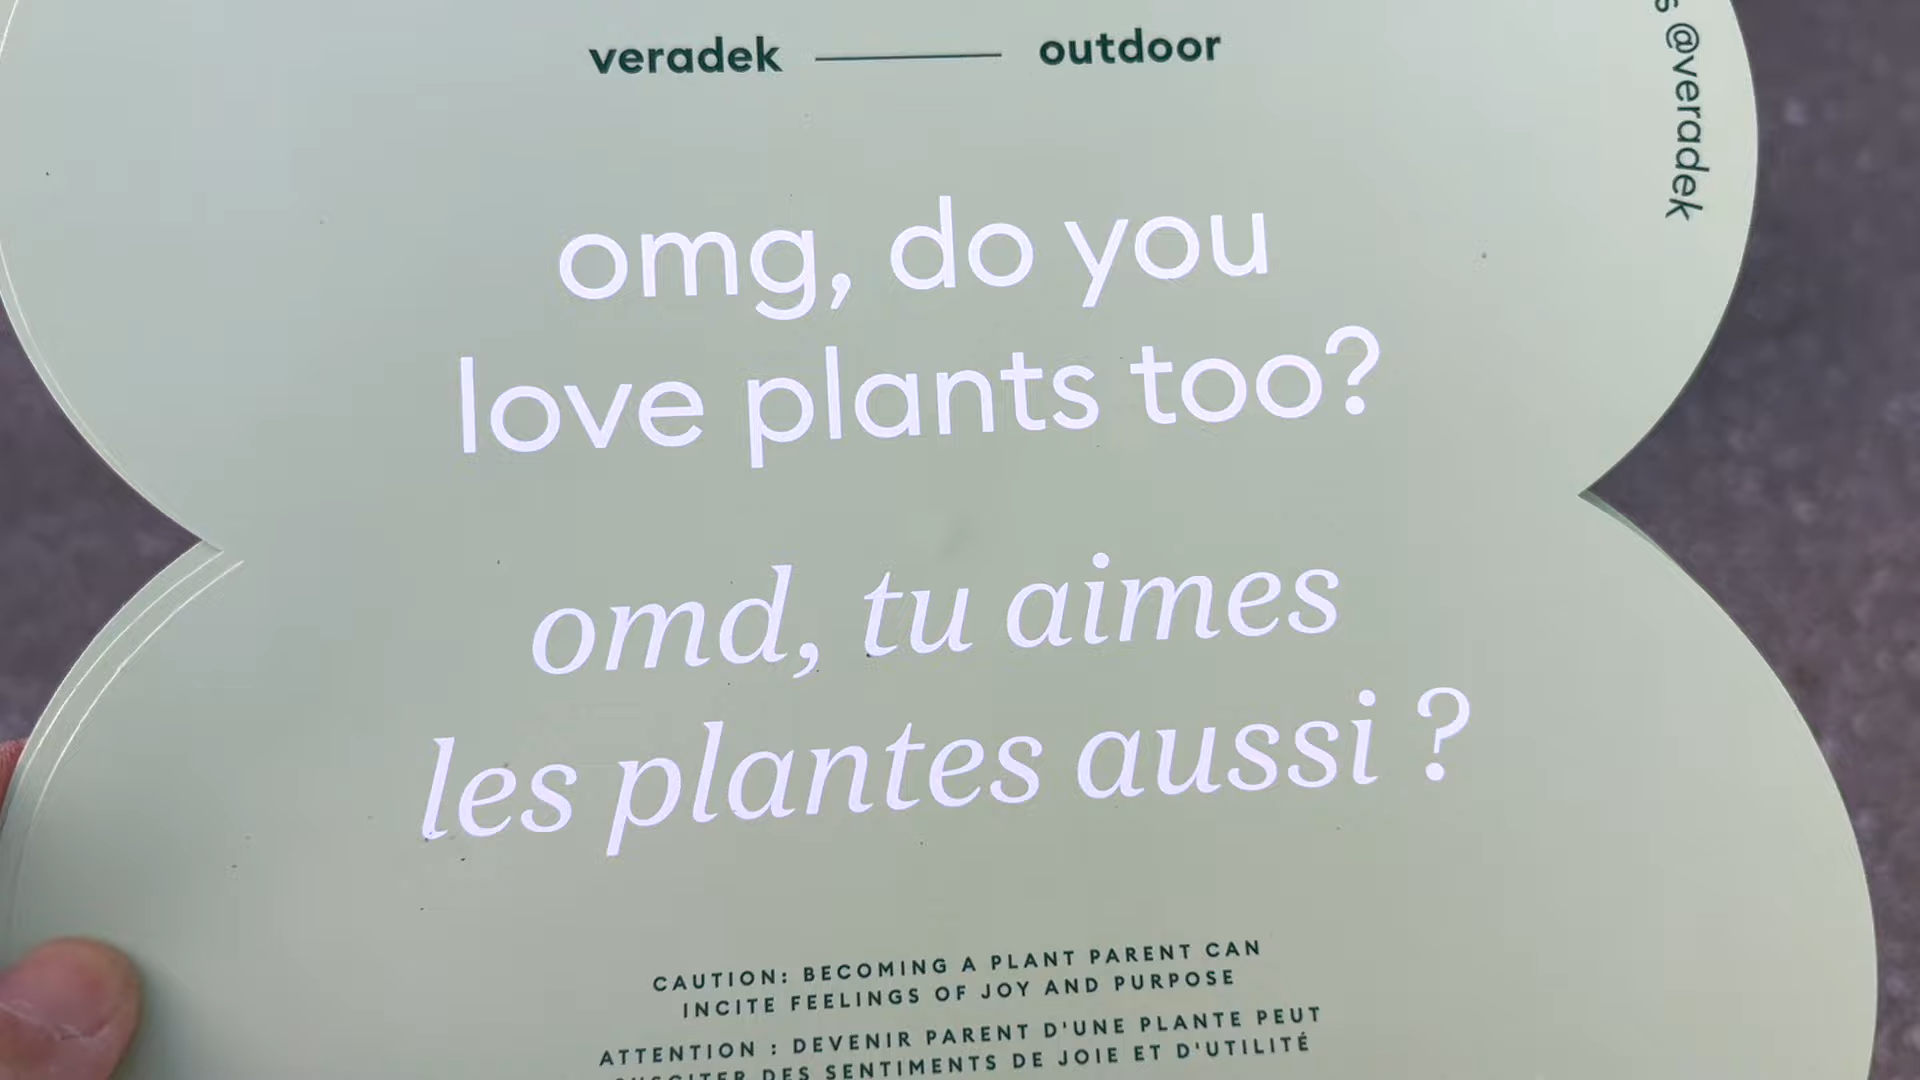 veradek outdoor
@veradek
omg, do you
love plants too?
omd, tu aimes
les plantes aussi ?
CAUTION: BECOMING A PLANT PARENT CAN
INCITE FEELINGS OF JOY AND PURPOSE
ATTENTION : DEVENIR PARENT D'UNE PLANTE PEUT
DES SENTIMENTS DE JOIE ET D'UTILITÉ